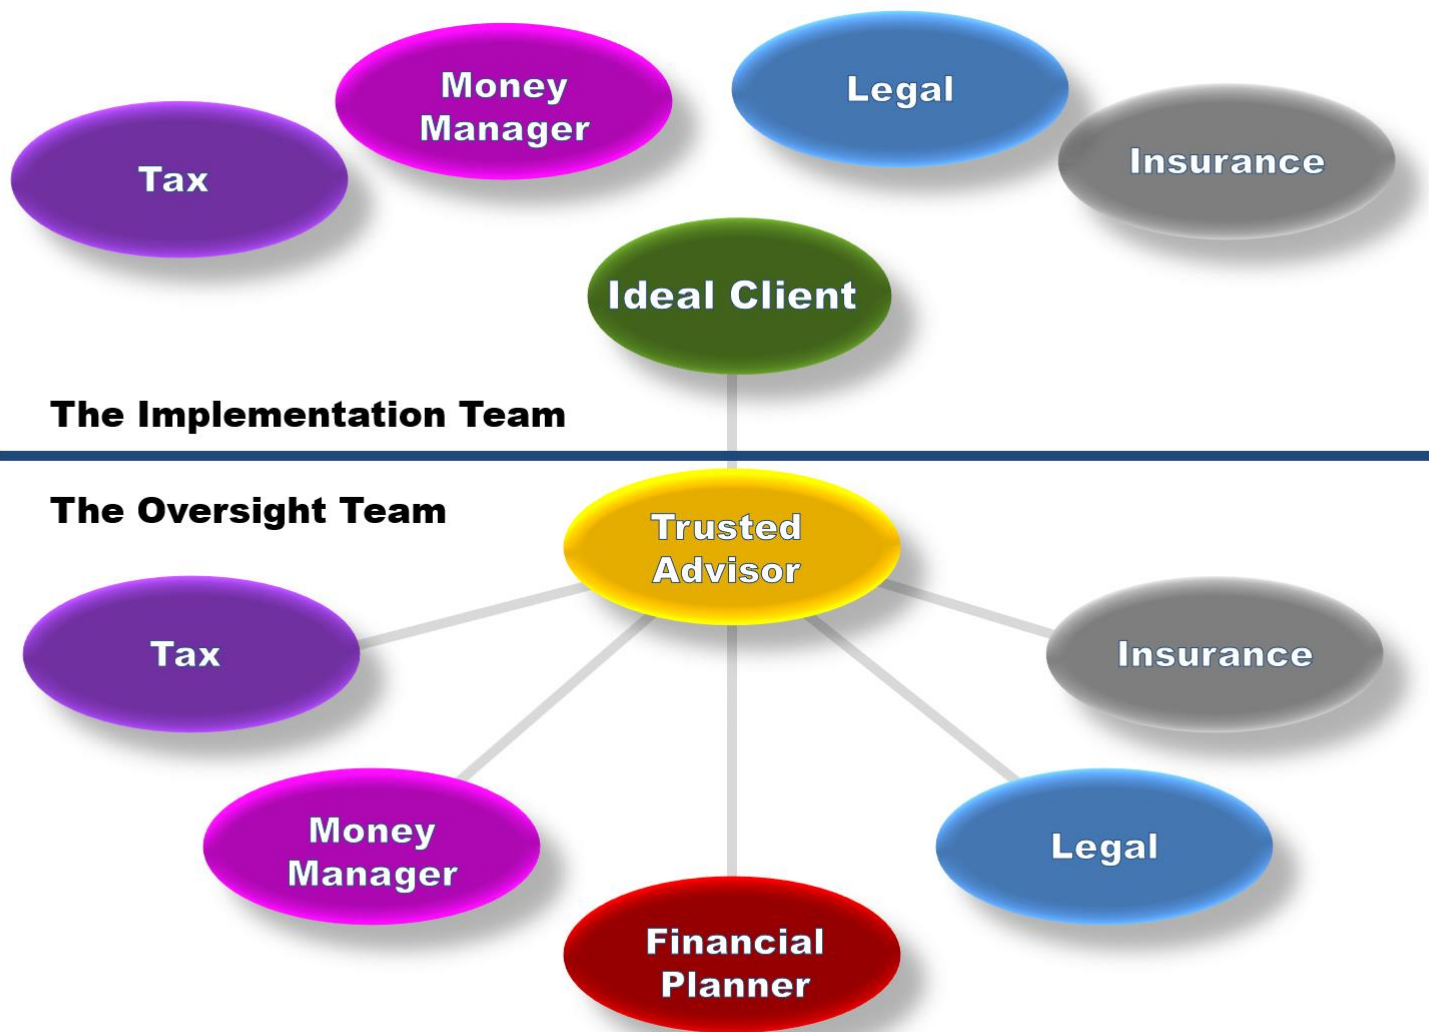 Money
Manager
Legal
Tax
Insurance
Ideal Client
The Implementation Team
The Oversight Team
Trusted
Advisor
Tax
Insurance
Money
Manager
Legal
Financial
Planner